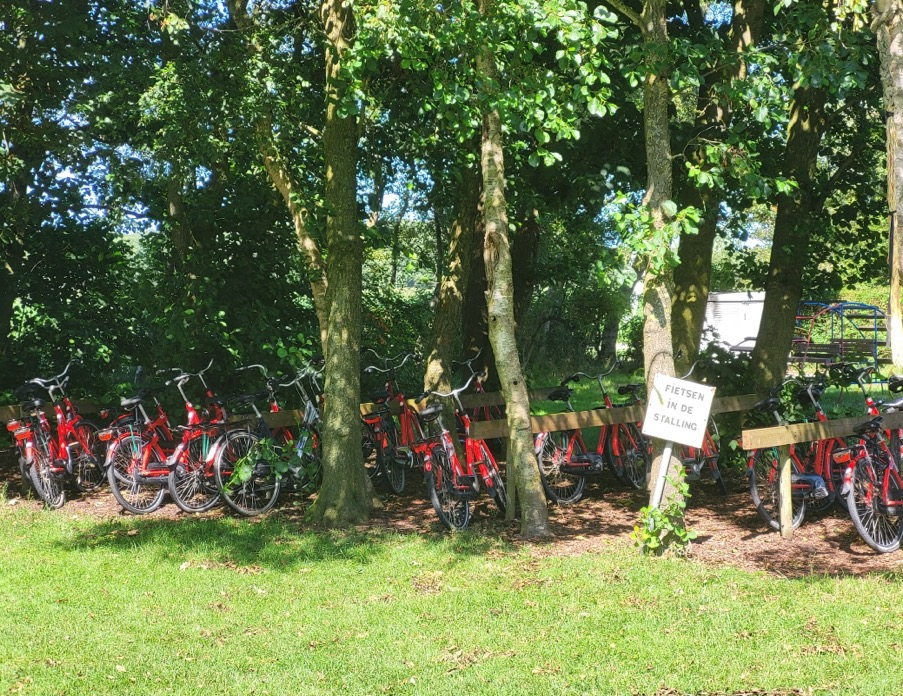 FIETSEN
IN DE
STALLING